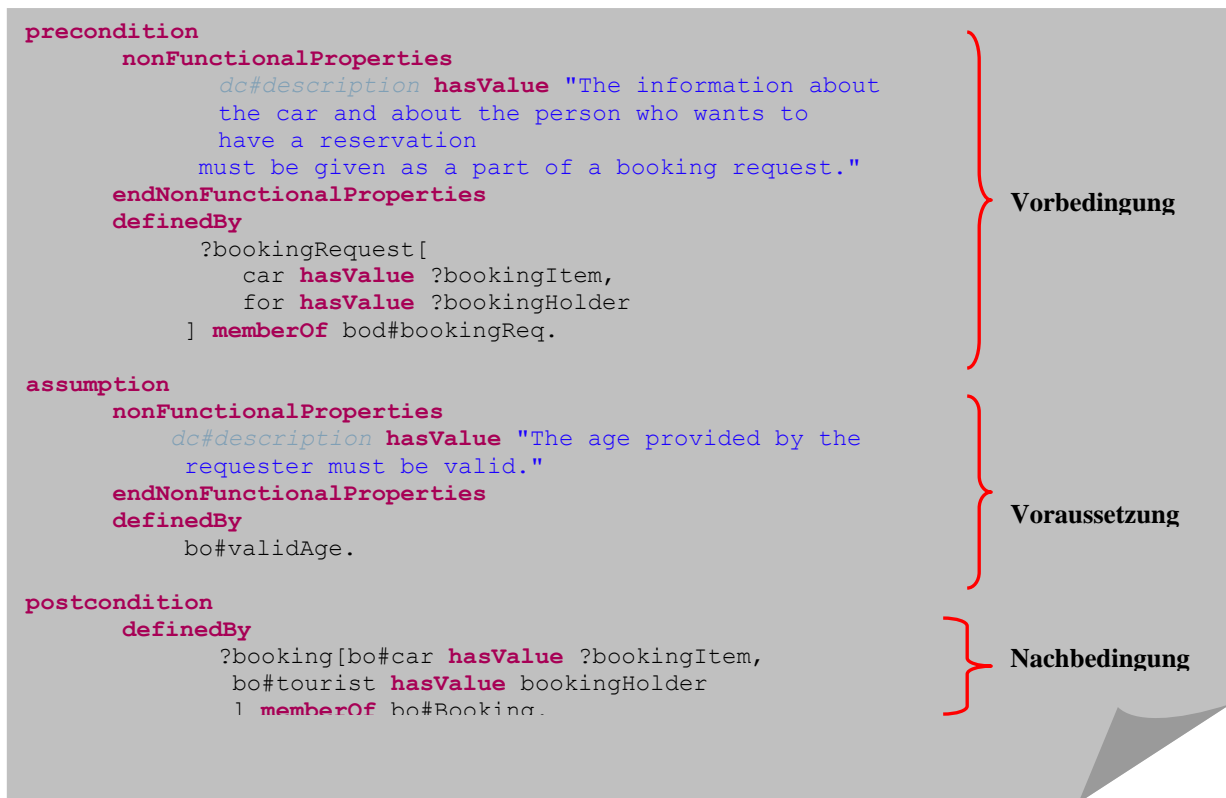 precondition
nonFunctionalProperties
dc#description hasValue "The information about
the car and about the person who wants to
have a reservation
must be given as a part of a booking request."
endNonFunctionalProperties
definedBy
?bookingRequest[
car hasValue ?bookingItem,
for hasValue ?bookingHolder
] memberOf bod#bookingReq.
Vorbedingung
assumption
nonFunctionalProperties
dc#description hasValue "The age provided by the
requester must be valid."
endNonFunctionalProperties
definedBy
bo#validAge.
Voraussetzung
postcondition
definedBy
?booking[bo#car hasValue ?bookingItem,
bo#tourist hasValue bookingHolder
] memberOf bo#Booking.
Nachbedingung